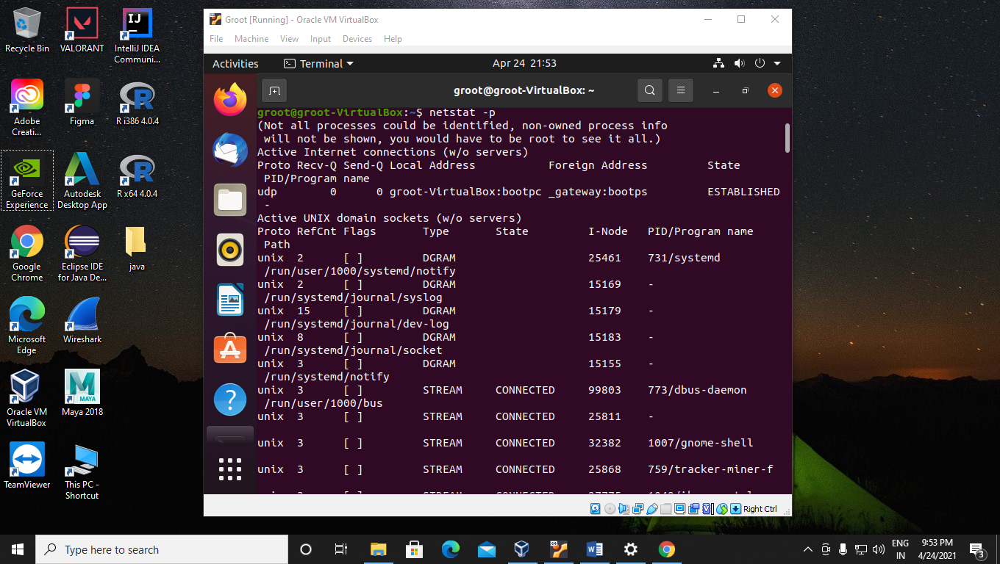 Recycle Bin
VALORANT
IntelliJ IDEA
Communi...
Adobe
Creati...
Figma
R i386 4.0.4
GeForce
Experience
Autodesk
Desktop App
R x64 4.0.4
Google
Chrome
Eclipse IDE
for Java De...
java
Microsoft
Edge
Wireshark
Oracle VM
VirtualBox
Maya 2018
TeamViewer
This PC -
Shortcut
IJ
R
R
M
MAYA
Groot [Running] - Oracle VM VirtualBox
File Machine View Input Devices Help
Activities Terminal Apr 24 21:53
groot@groot-VirtualBox: ~
groot@groot-VirtualBox:~$ netstat -p
(Not all processes could be identified, non-owned process info
will not be shown, you would have to be root to see it all.)
Active Internet connections (w/o servers)
Proto Recv-Q Send-Q Local Address Foreign Address State
PID/Program name
udp 0 0 groot-VirtualBox:bootpc _gateway:bootps ESTABLISHED
-
Active UNIX domain sockets (w/o servers)
Proto RefCnt Flags Type State I-Node PID/Program name
Path
unix 2 [ ] DGRAM 25461 731/systemd
/run/user/1000/systemd/notify
unix 2 [ ] DGRAM 15169 -
/run/systemd/journal/syslog
unix 15 [ ] DGRAM 15179 -
/run/systemd/journal/dev-log
unix 8 [ ] DGRAM 15183 -
/run/systemd/journal/socket
unix 3 [ ] DGRAM 15155 -
/run/systemd/notify
unix 3 [ ] STREAM CONNECTED 99803 773/dbus-daemon
/run/user/1000/bus
unix 3 [ ] STREAM CONNECTED 25811 -
unix 3 [ ] STREAM CONNECTED 32382 1007/gnome-shell
unix 3 [ ] STREAM CONNECTED 25868 759/tracker-miner-f
Right Ctrl
Type here to search
ENG
IN
9:53 PM
4/24/2021
3